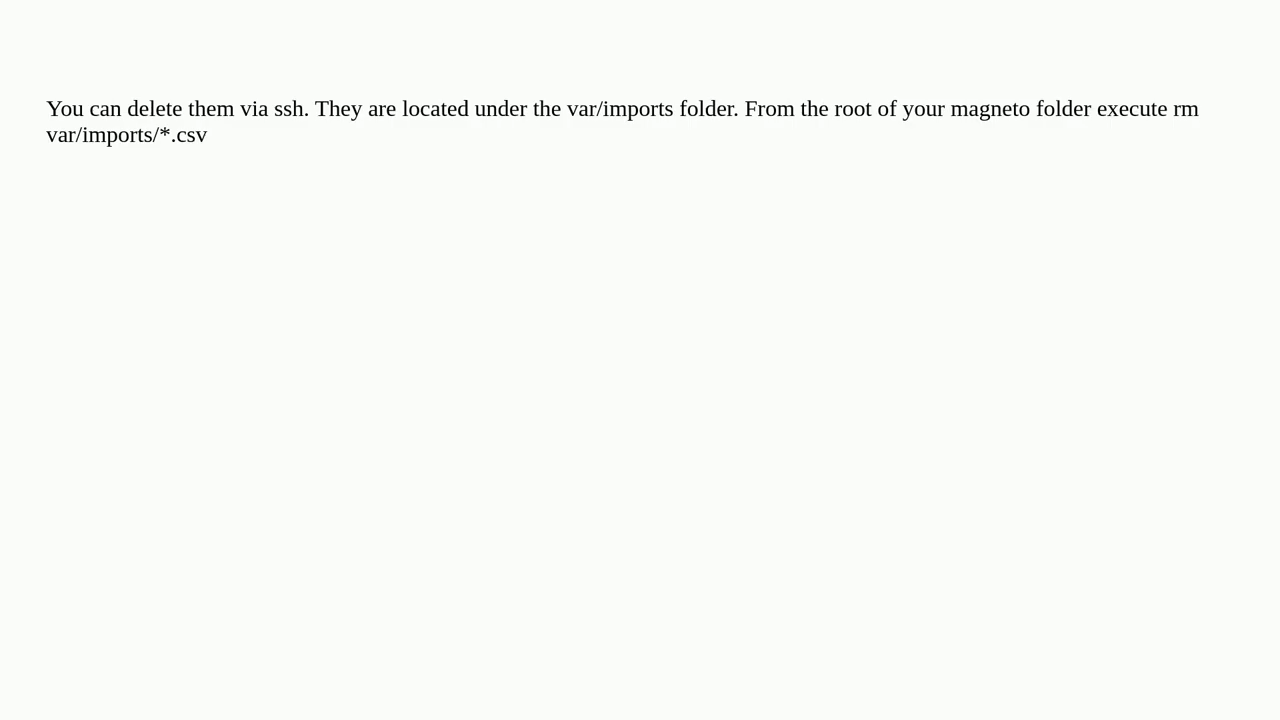 You can delete them via ssh. They are located under the var/imports folder. From the root of your magneto folder execute rm
var/imports/*.csv